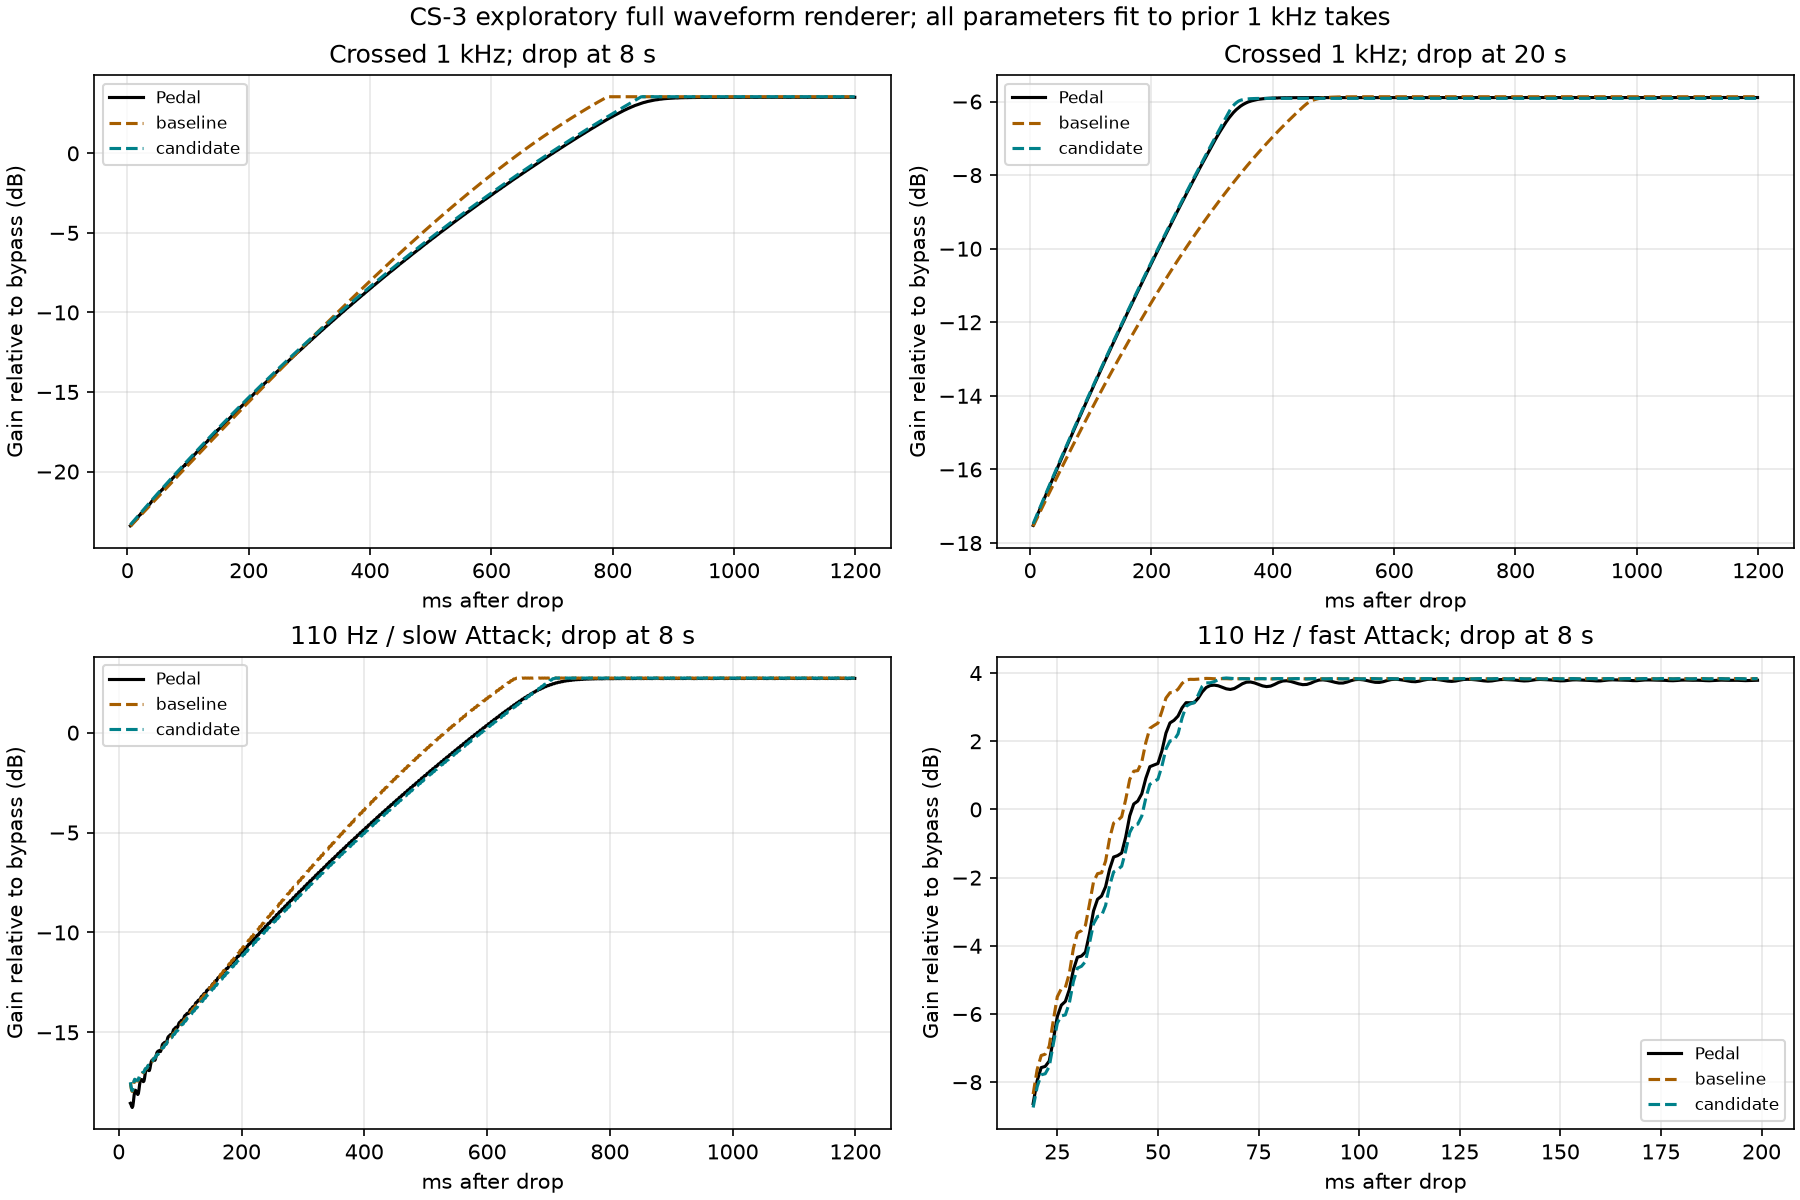 CS-3 exploratory full waveform renderer; all parameters fit to prior 1 kHz takes
Crossed 1 kHz; drop at 8 s
Gain relative to bypass (dB)
0
−5
−10
−15
−20
Pedal
baseline
candidate
0 200 400 600 800 1000 1200
ms after drop
Crossed 1 kHz; drop at 20 s
Gain relative to bypass (dB)
−6
−8
−10
−12
−14
−16
−18
Pedal
baseline
candidate
0 200 400 600 800 1000 1200
ms after drop
110 Hz / slow Attack; drop at 8 s
Gain relative to bypass (dB)
0
−5
−10
−15
Pedal
baseline
candidate
0 200 400 600 800 1000 1200
ms after drop
110 Hz / fast Attack; drop at 8 s
Gain relative to bypass (dB)
4
2
0
−2
−4
−6
−8
Pedal
baseline
candidate
25 50 75 100 125 150 175 200
ms after drop